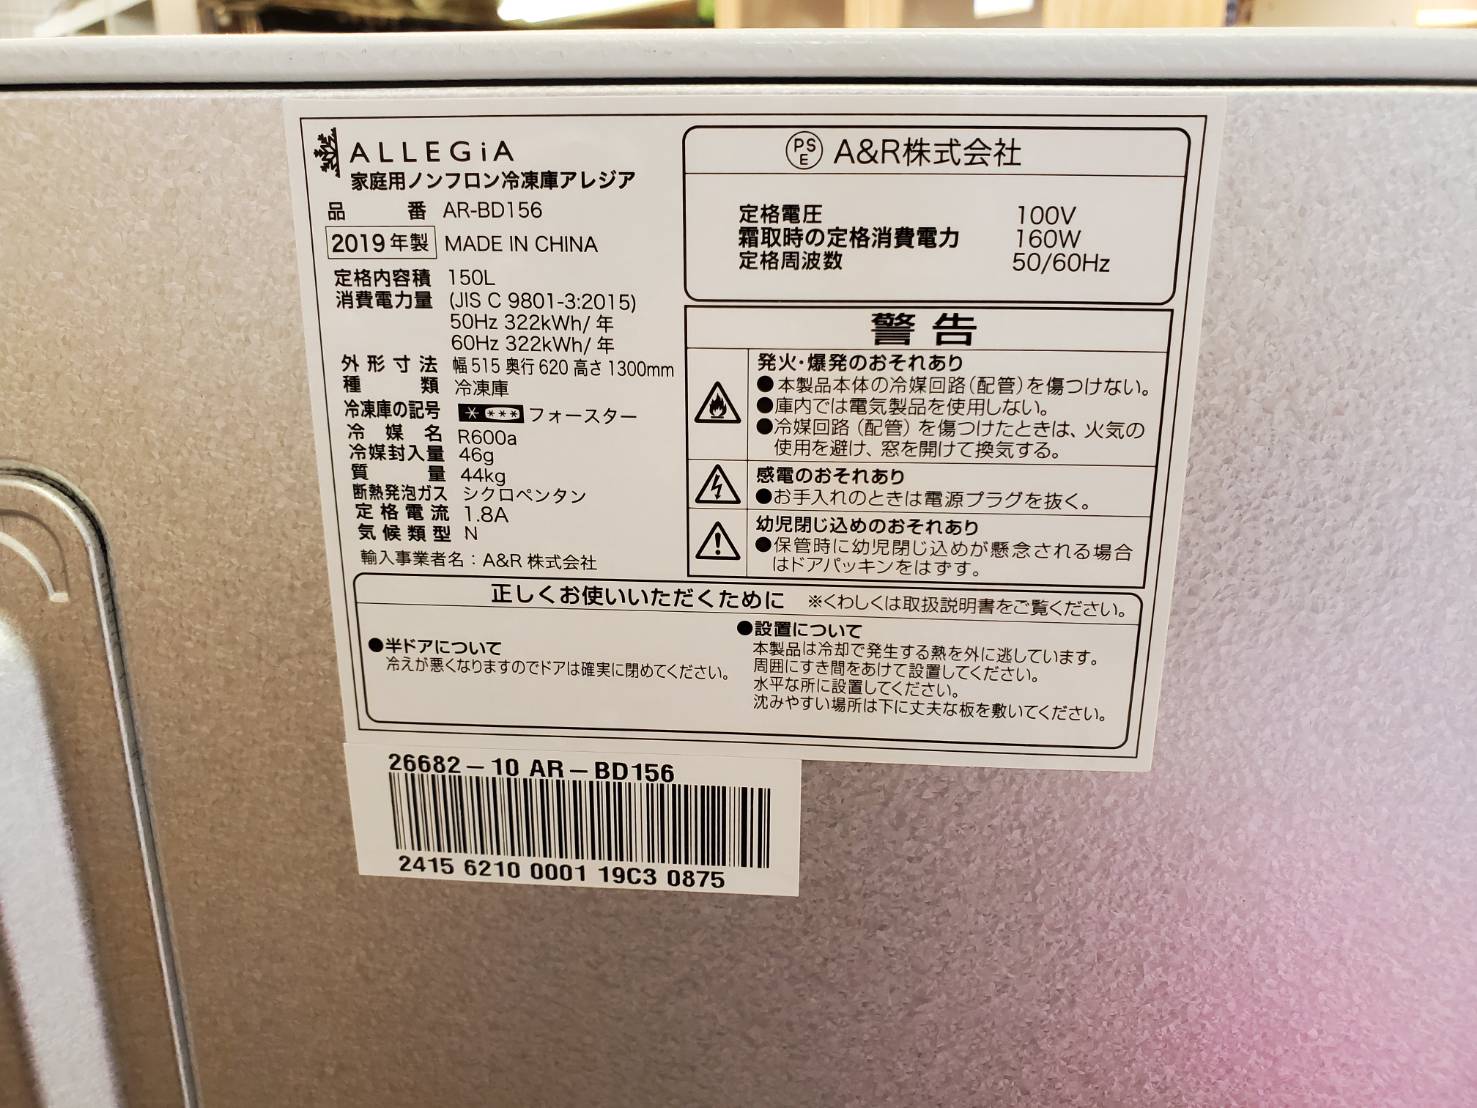 ALLEGiA
家庭用ノンフロン冷凍庫アレジア
品番 AR-BD156
2019年製 MADE IN CHINA
定格内容積 150L
消費電力量 (JIS C 9801-3:2015)
50Hz 322kWh/年
60Hz 322kWh/年
外形寸法 幅515 奥行620 高さ1300mm
種類 冷凍庫
冷凍庫の記号 フォースター
冷媒名 R600a
冷媒封入量 46g
質量 44kg
断熱発泡ガス シクロペンタン
定格電流 1.8A
気候類型 N
輸入事業者名：A&R 株式会社
PSE A&R株式会社
定格電圧 100V
霜取時の定格消費電力 160W
定格周波数 50/60Hz
警告
発火・爆発のおそれあり
●本製品本体の冷媒回路（配管）を傷つけない。
●庫内では電気製品を使用しない。
●冷媒回路（配管）を傷つけたときは、火気の
使用を避け、窓を開けて換気する。
感電のおそれあり
●お手入れのときは電源プラグを抜く。
幼児閉じ込めのおそれあり
●保管時に幼児閉じ込めが懸念される場合
はドアパッキンをはずす。
正しくお使いいただくために ※くわしくは取扱説明書をご覧ください。
●半ドアについて
冷えが悪くなりますのでドアは確実に閉めてください。
●設置について
本製品は冷却で発生する熱を外に逃しています。
周囲にすき間をあけて設置してください。
水平な所に設置してください。
沈みやすい場所は下に丈夫な板を敷いてください。
26682-10 AR-BD156
2415 6210 0001 19C3 0875